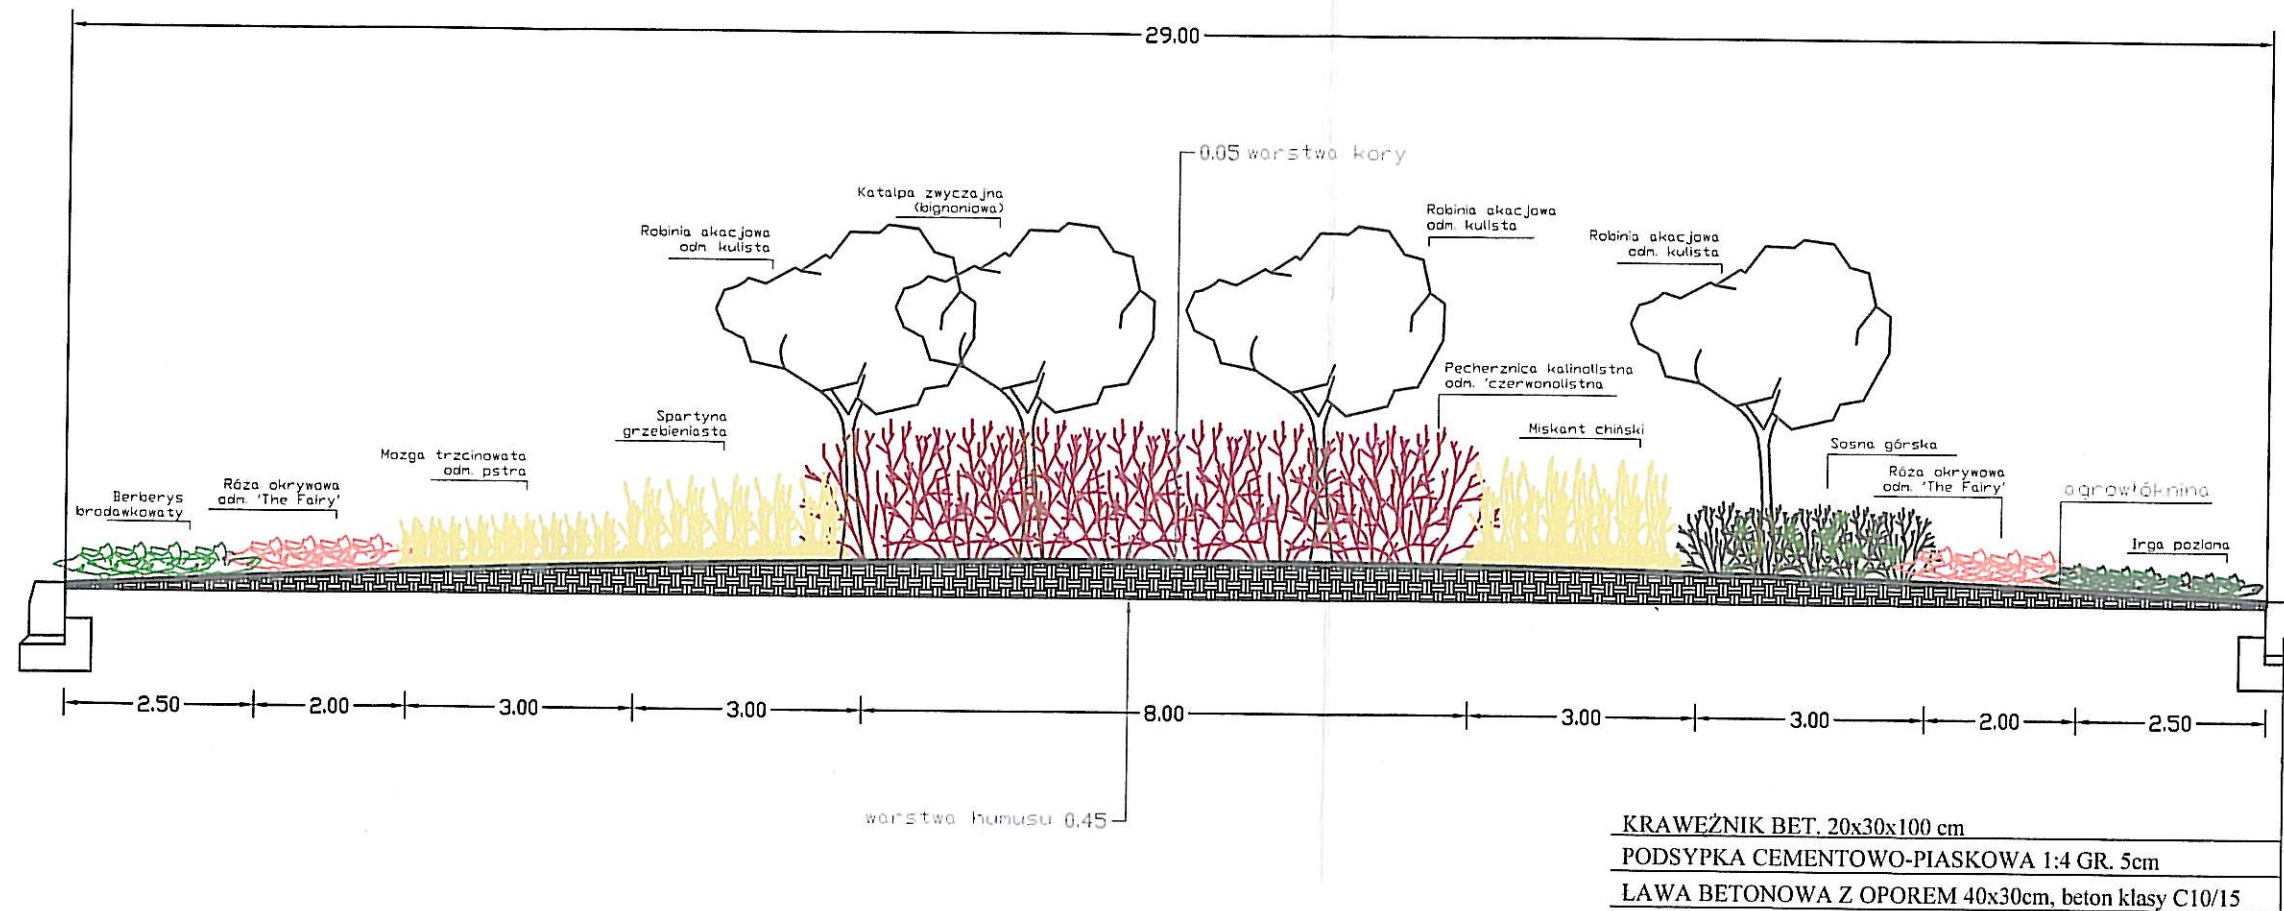 29.00
0.05 warstwa kory
Katalpa zwyczajna
(bignoniowa)
Robinia akacjowa
odm. kulista
Robinia akacjowa
odm. kulista
Robinia akacjowa
odm. kulista
Pecherznica kalinolistna
odm. 'czerwonolistna
Spartyna
grzebieniasta
Miskant chiński
Sosna górska
Mozga trzcinowata
odm. pstra
Róża okrywowa
odm. 'The Fairy'
Róża okrywowa
odm. 'The Fairy'
Berberys
brodawkowaty
agrowłóknina
Irga pozioma
2.50
2.00
3.00
3.00
8.00
3.00
3.00
2.00
2.50
warstwa humusu 0.45
KRAWĘŻNIK BET. 20x30x100 cm
PODSYPKA CEMENTOWO-PIASKOWA 1:4 GR. 5cm
ŁAWA BETONOWA Z OPOREM 40x30cm, beton klasy C10/15